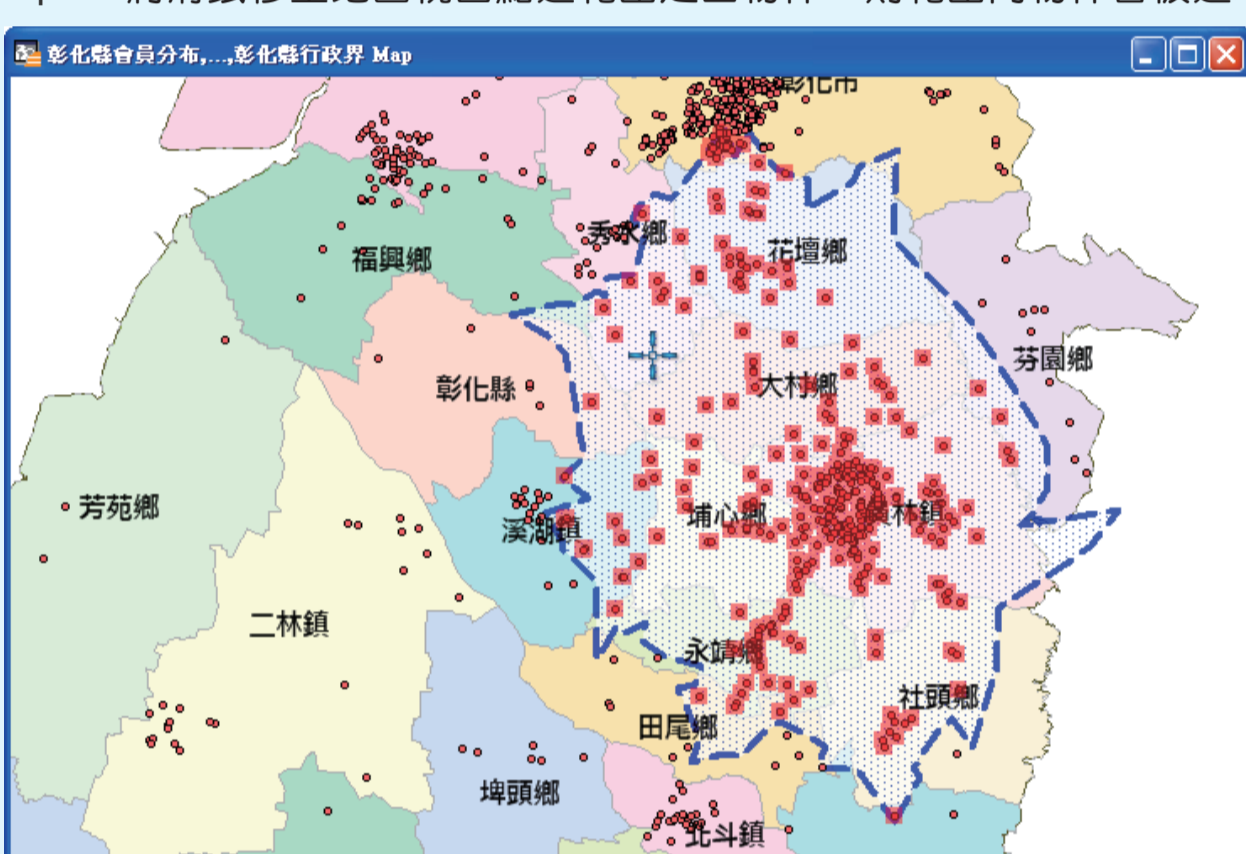 彰化縣會員分布,...,彰化縣行政界 Map
彰化市
秀水鄉
花壇鄉
福興鄉
芬園鄉
彰化縣
大村鄉
芳苑鄉
溪湖鎮
埔心鄉
員林鎮
二林鎮
永靖鄉
社頭鄉
田尾鄉
埤頭鄉
北斗鎮